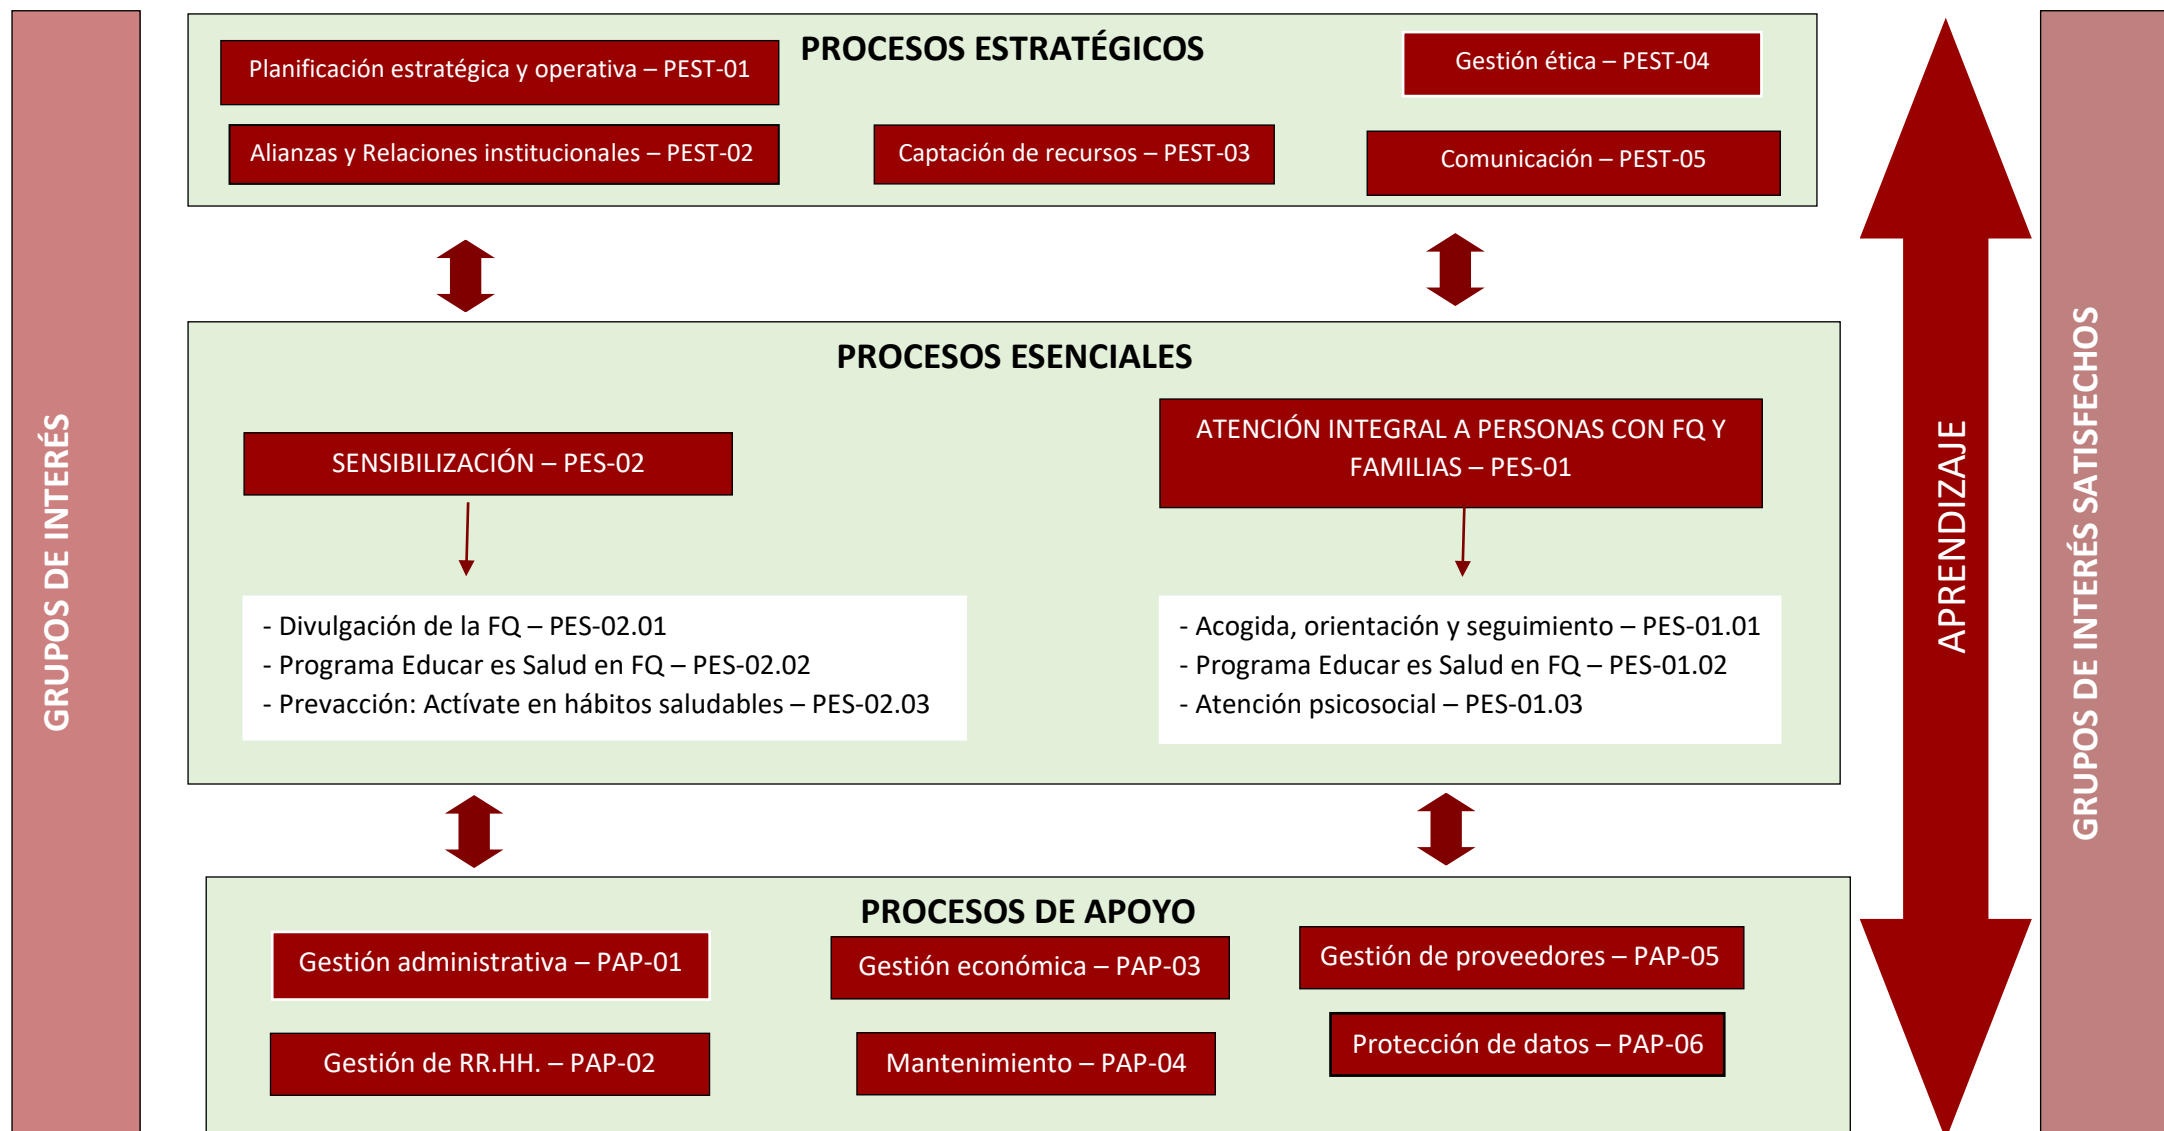 GRUPOS DE INTERÉS
PROCESOS ESTRATÉGICOS
Planificación estratégica y operativa – PEST-01
Gestión ética – PEST-04
Alianzas y Relaciones institucionales – PEST-02
Captación de recursos – PEST-03
Comunicación – PEST-05
PROCESOS ESENCIALES
SENSIBILIZACIÓN – PES-02
- Divulgación de la FQ – PES-02.01
- Programa Educar es Salud en FQ – PES-02.02
- Prevacción: Actívate en hábitos saludables – PES-02.03
ATENCIÓN INTEGRAL A PERSONAS CON FQ Y
FAMILIAS – PES-01
- Acogida, orientación y seguimiento – PES-01.01
- Programa Educar es Salud en FQ – PES-01.02
- Atención psicosocial – PES-01.03
PROCESOS DE APOYO
Gestión administrativa – PAP-01
Gestión económica – PAP-03
Gestión de proveedores – PAP-05
Gestión de RR.HH. – PAP-02
Mantenimiento – PAP-04
Protección de datos – PAP-06
APRENDIZAJE
GRUPOS DE INTERÉS SATISFECHOS